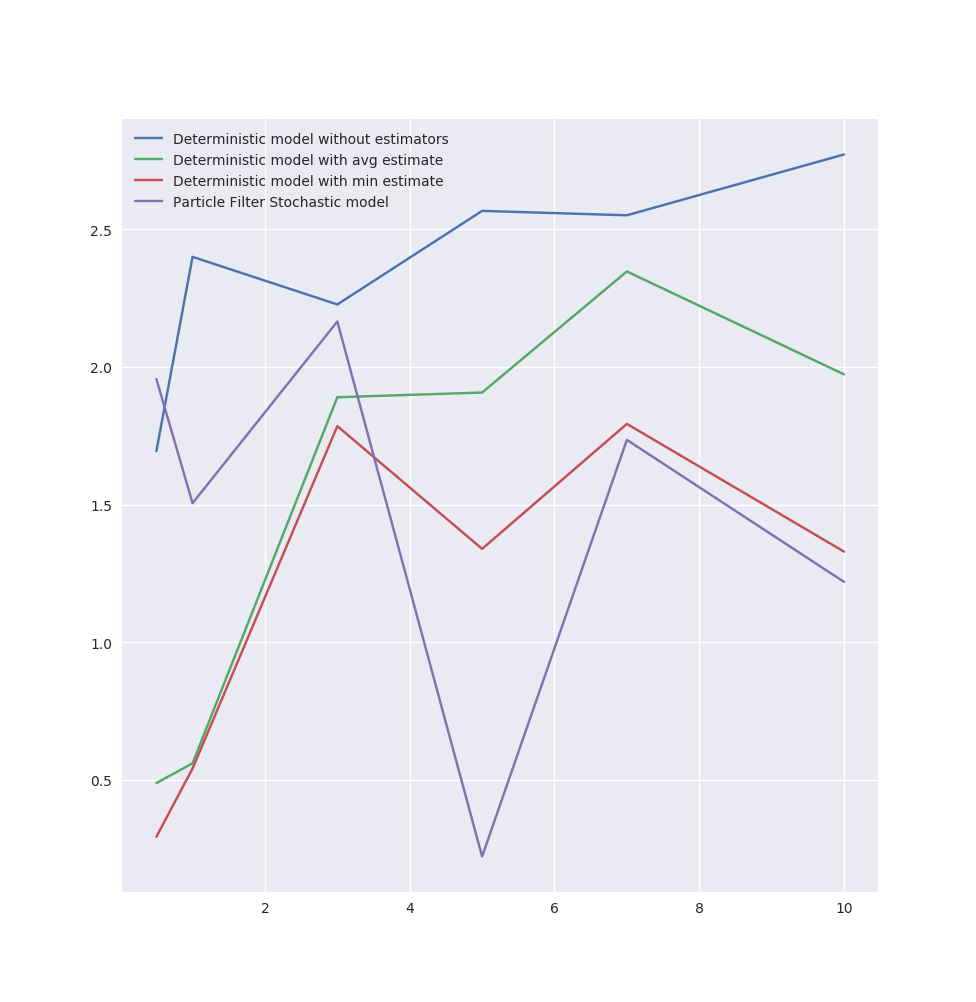 Deterministic model without estimators
Deterministic model with avg estimate
Deterministic model with min estimate
Particle Filter Stochastic model
2.5
2.0
1.5
1.0
0.5
2 4 6 8 10